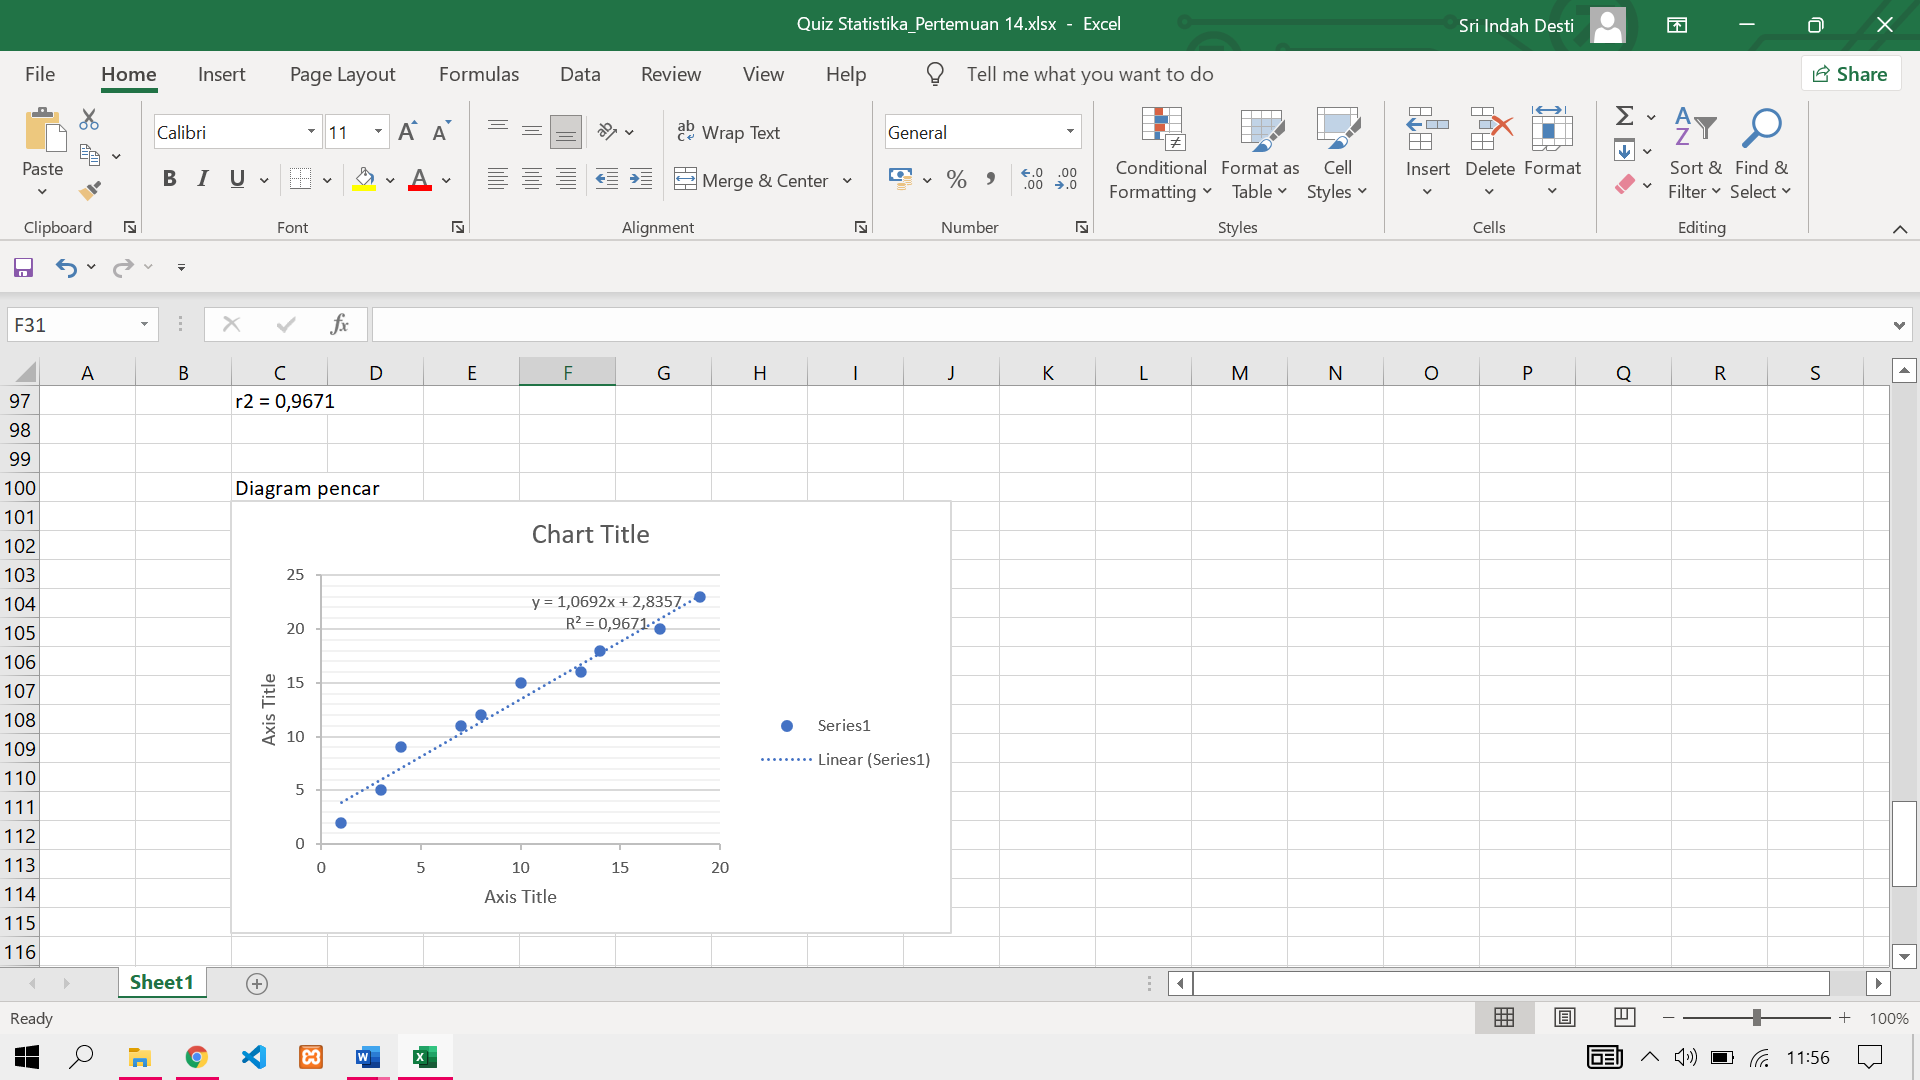 Quiz Statistika_Pertemuan 14.xlsx - Excel
Sri Indah Desti
File Home Insert Page Layout Formulas Data Review View Help Tell me what you want to do Share
Paste
Clipboard
Calibri 11
B I U
Font
Wrap Text
Merge & Center
Alignment
General
Number
Conditional Formatting
Format as Table
Cell Styles
Styles
Insert
Delete
Format
Cells
Sort & Filter
Find & Select
Editing
F31
fx
A B C D E F G H I J K L M N O P Q R S
97 r2 = 0,9671
98
99
100 Diagram pencar
101
102
103
104
105
106
107
108
109
110
111
112
113
114
115
116
Chart Title
y = 1,0692x + 2,8357
R² = 0,9671
25
20
15
10
5
0
0 5 10 15 20
Axis Title
Axis Title
Series1
Linear (Series1)
Sheet1
Ready
100%
11:56